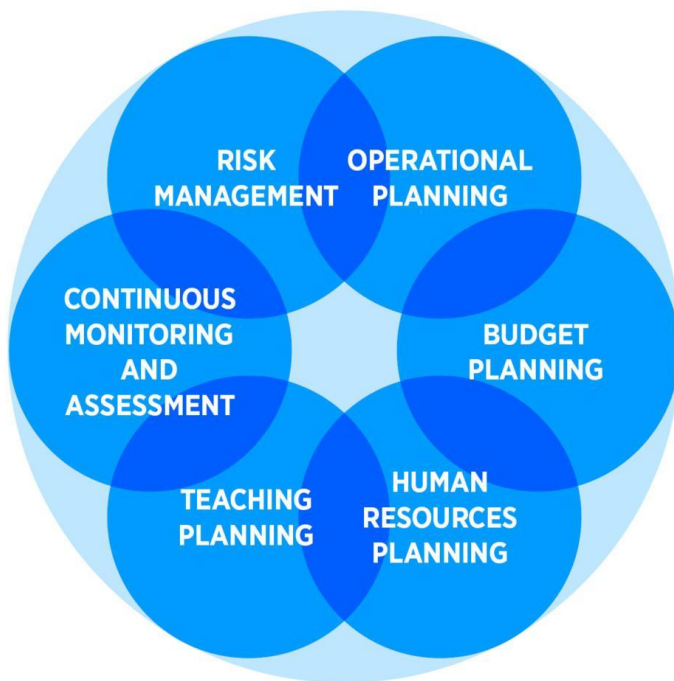 RISK
MANAGEMENT
OPERATIONAL
PLANNING
CONTINUOUS
MONITORING
AND
ASSESSMENT
BUDGET
PLANNING
TEACHING
PLANNING
HUMAN
RESOURCES
PLANNING